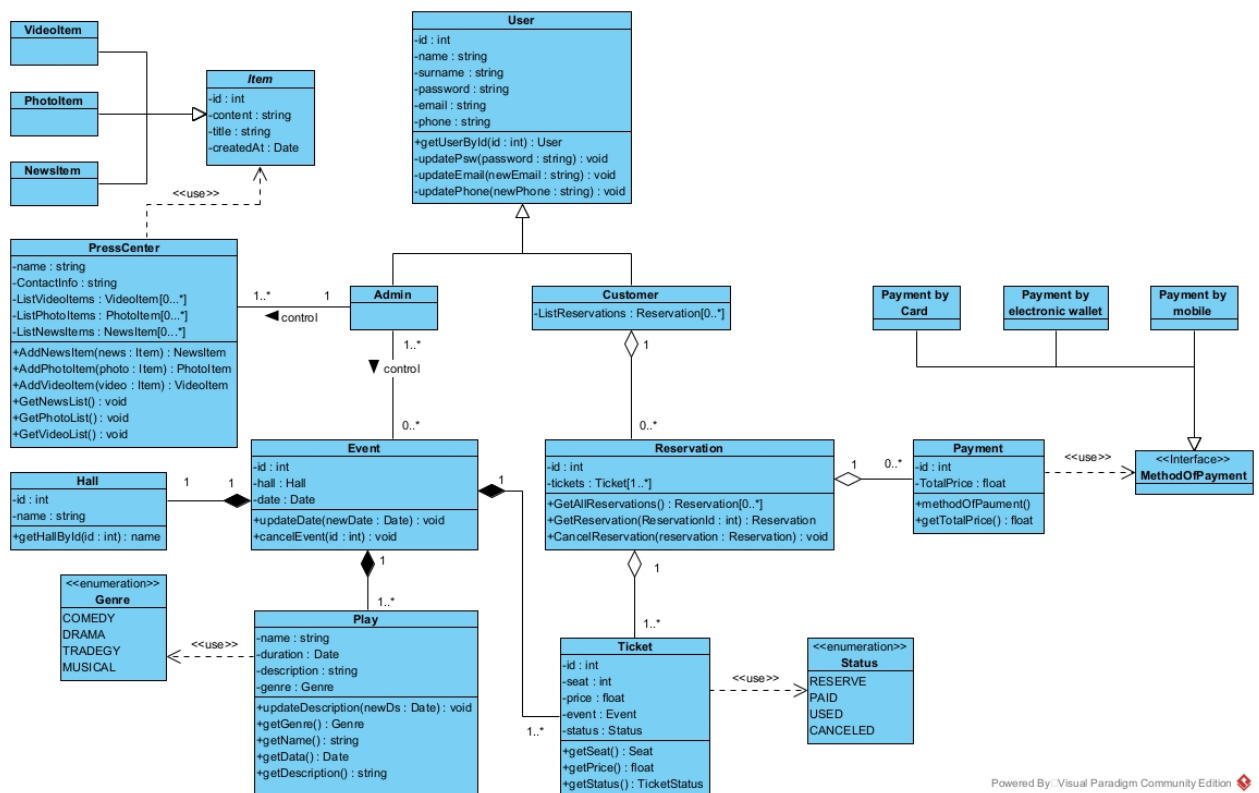 VideoItem
PhotoItem
NewsItem
Item
-id : int
-content : string
-title : string
-createdAt : Date
<<use>>
User
-id : int
-name : string
-surname : string
-password : string
-email : string
-phone : string
+getUserById(id : int) : User
-updatePsw(password : string) : void
-updateEmail(newEmail : string) : void
-updatePhone(newPhone : string) : void
PressCenter
-name : string
-ContactInfo : string
-ListVideoItems : VideoItem[0...*]
-ListPhotoItems : PhotoItem[0...*]
-ListNewsItems : NewsItem[0...*]
+AddNewsItem(news : Item) : NewsItem
+AddPhotoItem(photo : Item) : PhotoItem
+AddVideoItem(video : Item) : VideoItem
+GetNewsList() : void
+GetPhotoList() : void
+GetVideoList() : void
1..*
1
control
Admin
1..*
control
0..*
Customer
-ListReservations : Reservation[0..*]
1
0..*
Payment by
Card
Payment by
electronic wallet
Payment by
mobile
Hall
-id : int
-name : string
+getHallById(id : int) : name
1
1
Event
-id : int
-hall : Hall
-date : Date
+updateDate(newDate : Date) : void
+cancelEvent(id : int) : void
1
1
1..*
1..*
Reservation
-id : int
-tickets : Ticket[1..*]
+GetAllReservations() : Reservation[0..*]
+GetReservation(ReservationId : int) : Reservation
+CancelReservation(reservation : Reservation) : void
1
0..*
Payment
-id : int
-TotalPrice : float
+methodOfPaument()
+getTotalPrice() : float
<<use>>
<<Interface>>
MethodOfPayment
1
1..*
<<enumeration>>
Genre
COMEDY
DRAMA
TRADEGY
MUSICAL
<<use>>
Play
-name : string
-duration : Date
-description : string
-genre : Genre
+updateDescription(newDs : Date) : void
+getGenre() : Genre
+getName() : string
+getData() : Date
+getDescription() : string
Ticket
-id : int
-seat : int
-price : float
-event : Event
-status : Status
+getSeat() : Seat
+getPrice() : float
+getStatus() : TicketStatus
<<use>>
<<enumeration>>
Status
RESERVE
PAID
USED
CANCELED
Powered By Visual Paradigm Community Edition